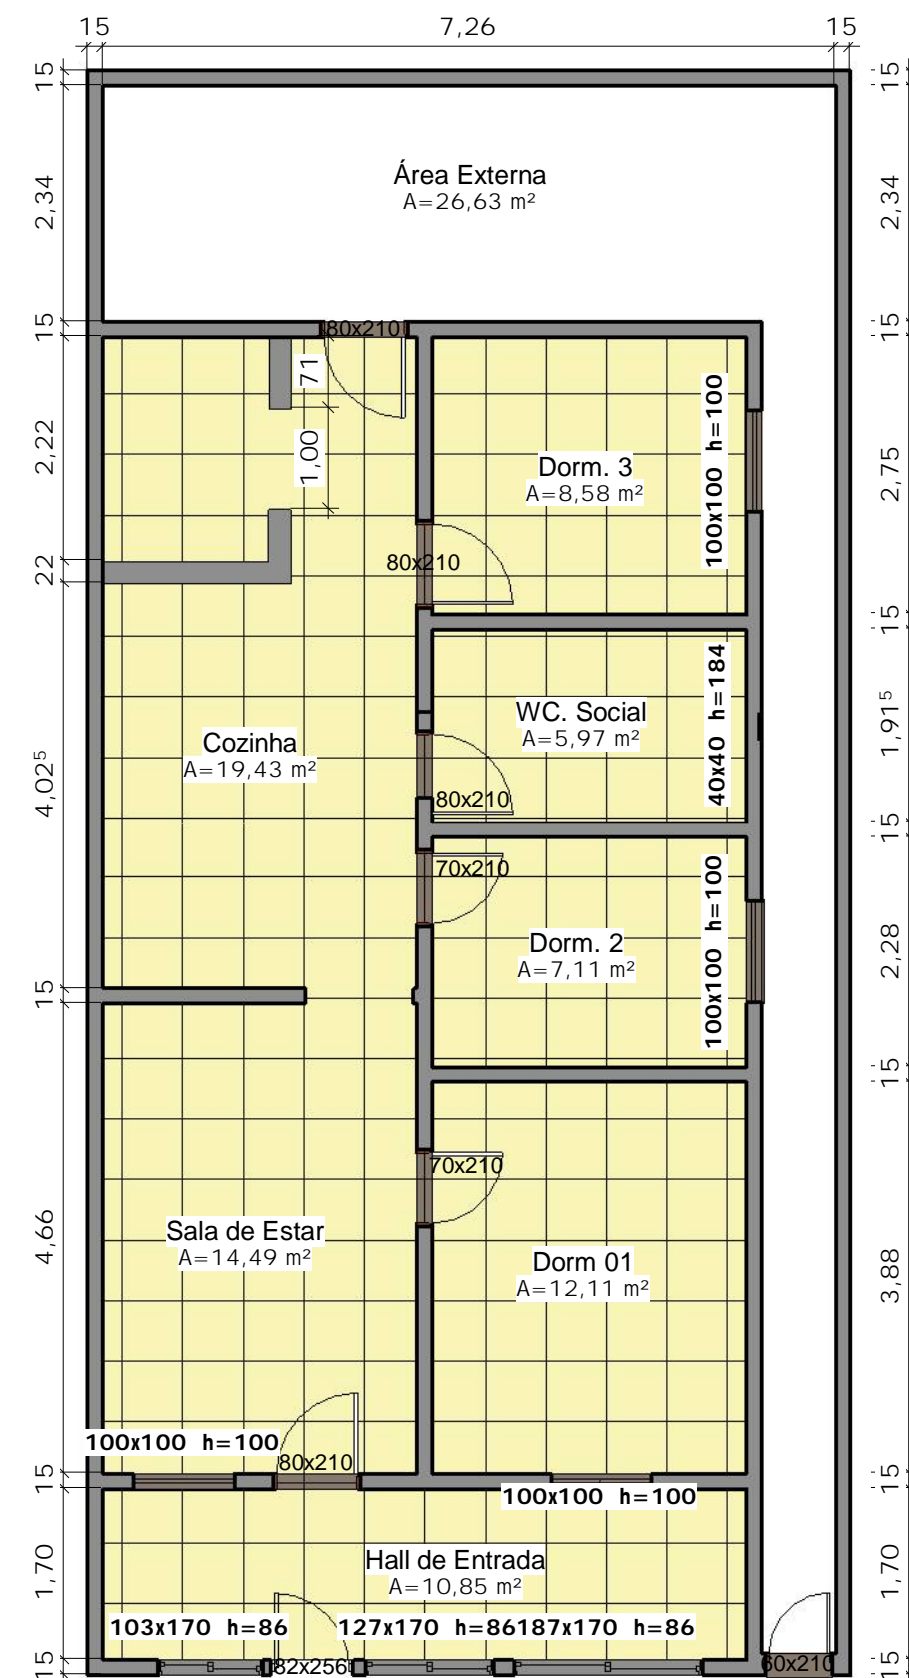 15 7,26 15
15
15
Área Externa
A=26,63 m²
2,34
2,34
15
80x210
15
71
2,22
1,00
100x100 h=100
2,75
Dorm. 3
A=8,58 m²
22
80x210
15
WC. Social
A=5,97 m²
40x40 h=184
1,91⁵
Cozinha
A=19,43 m²
4,02⁵
80x210
15
70x210
Dorm. 2
A=7,11 m²
100x100 h=100
2,28
15
15
70x210
Sala de Estar
A=14,49 m²
4,66
Dorm 01
A=12,11 m²
3,88
100x100 h=100
80x210
15
15
100x100 h=100
Hall de Entrada
A=10,85 m²
1,70
1,70
103x170 h=86
127x170 h=86
187x170 h=86
15
82x256
60x210
15